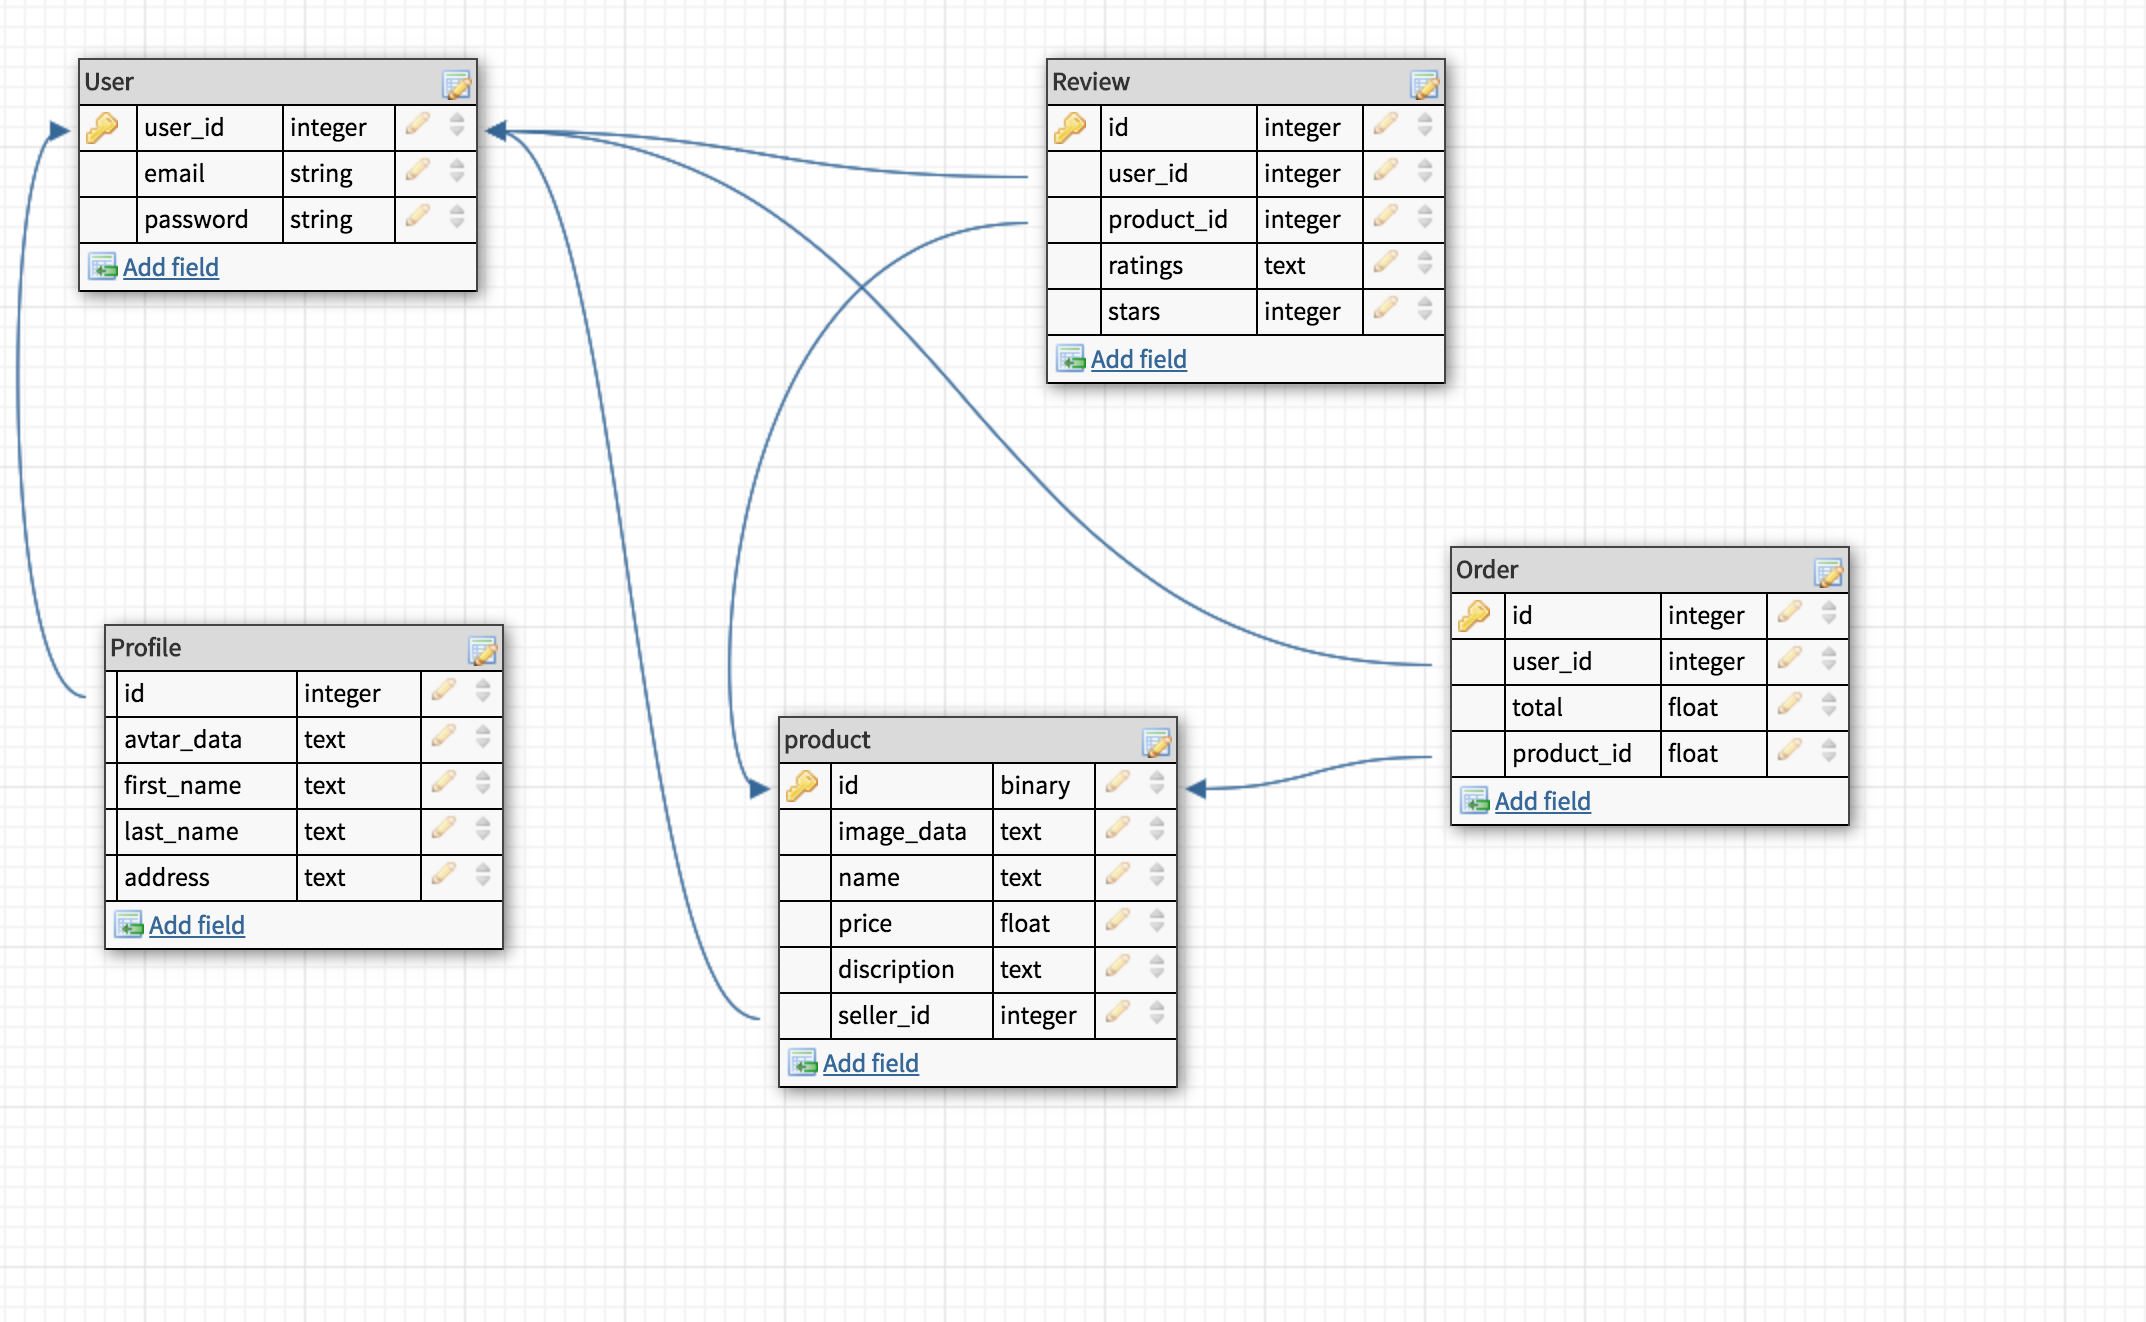 User
user_id integer
email string
password string
Add field
Review
id integer
user_id integer
product_id integer
ratings text
stars integer
Add field
Order
id integer
user_id integer
total float
product_id float
Add field
Profile
id integer
avtar_data text
first_name text
last_name text
address text
Add field
product
id binary
image_data text
name text
price float
discription text
seller_id integer
Add field